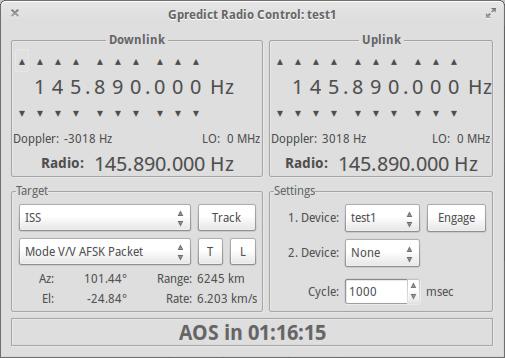 Gpredict Radio Control: test1
Downlink
145.890.000 Hz
Doppler: -3018 Hz LO: 0 MHz
Radio: 145.890.000 Hz
Uplink
145.890.000 Hz
Doppler: 3018 Hz LO: 0 MHz
Radio: 145.890.000 Hz
Target
ISS Track
Mode V/V AFSK Packet T L
Az: 101.44° Range: 6245 km
El: -24.84° Rate: 6.203 km/s
Settings
1. Device: test1 Engage
2. Device: None
Cycle: 1000 msec
AOS in 01:16:15